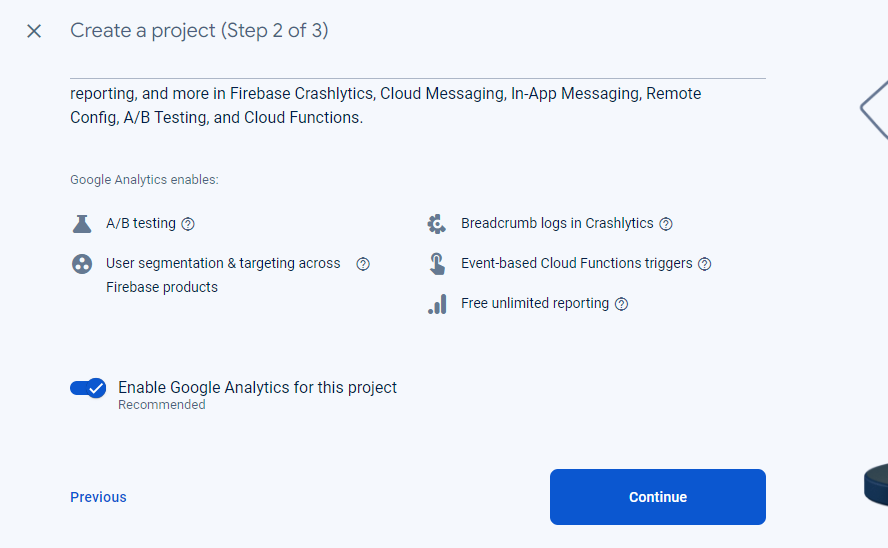 Create a project (Step 2 of 3)
reporting, and more in Firebase Crashlytics, Cloud Messaging, In-App Messaging, Remote
Config, A/B Testing, and Cloud Functions.
Google Analytics enables:
A/B testing
User segmentation & targeting across
Firebase products
Breadcrumb logs in Crashlytics
Event-based Cloud Functions triggers
Free unlimited reporting
Enable Google Analytics for this project
Recommended
Previous
Continue